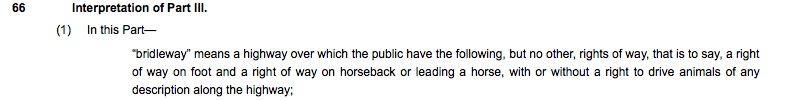 66 Interpretation of Part III.
(1) In this Part—
“bridleway” means a highway over which the public have the following, but no other, rights of way, that is to say, a right
of way on foot and a right of way on horseback or leading a horse, with or without a right to drive animals of any
description along the highway;